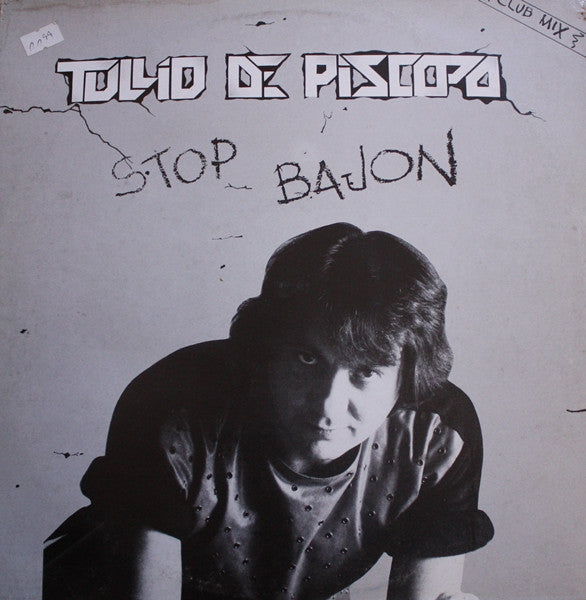 CLUB MIX
TULLIO DE PISCOPO
STOP BAJON